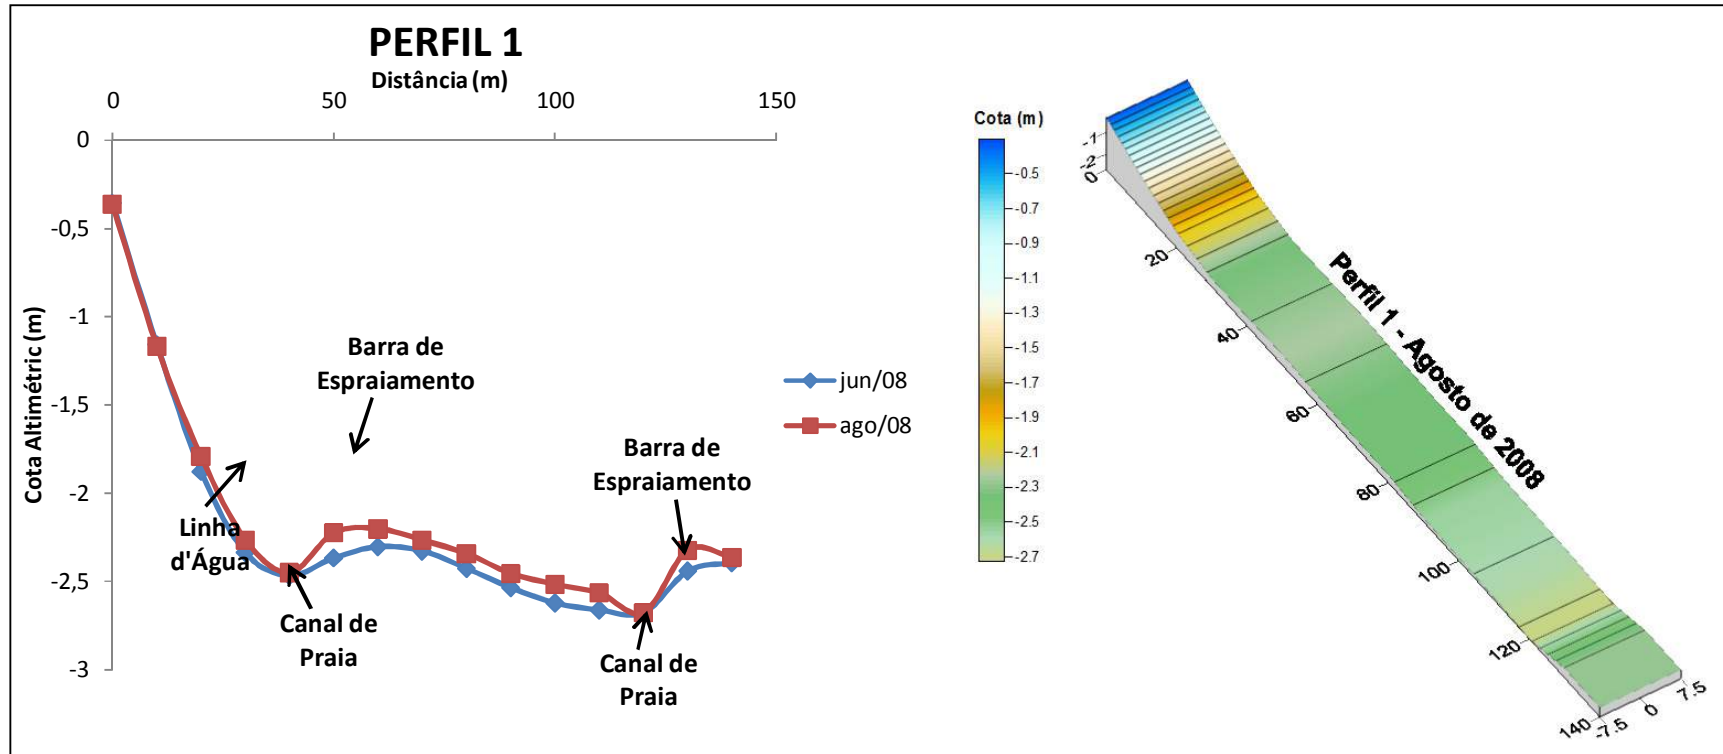 PERFIL 1
Distância (m)
0
50
100
150
0
-0,5
-1
-1,5
-2
-2,5
-3
Cota Altimétric (m)
Barra de
Espraiamento
Linha
d'Água
Canal de
Praia
Barra de
Espraiamento
Canal de
Praia
jun/08
ago/08
Cota (m)
-0.5
-0.7
-0.9
-1.1
-1.3
-1.5
-1.7
-1.9
-2.1
-2.3
-2.5
-2.7
-1
-2
0
20
40
60
80
100
120
140
-7.5
0
7.5
Perfil 1 - Agosto de 2008